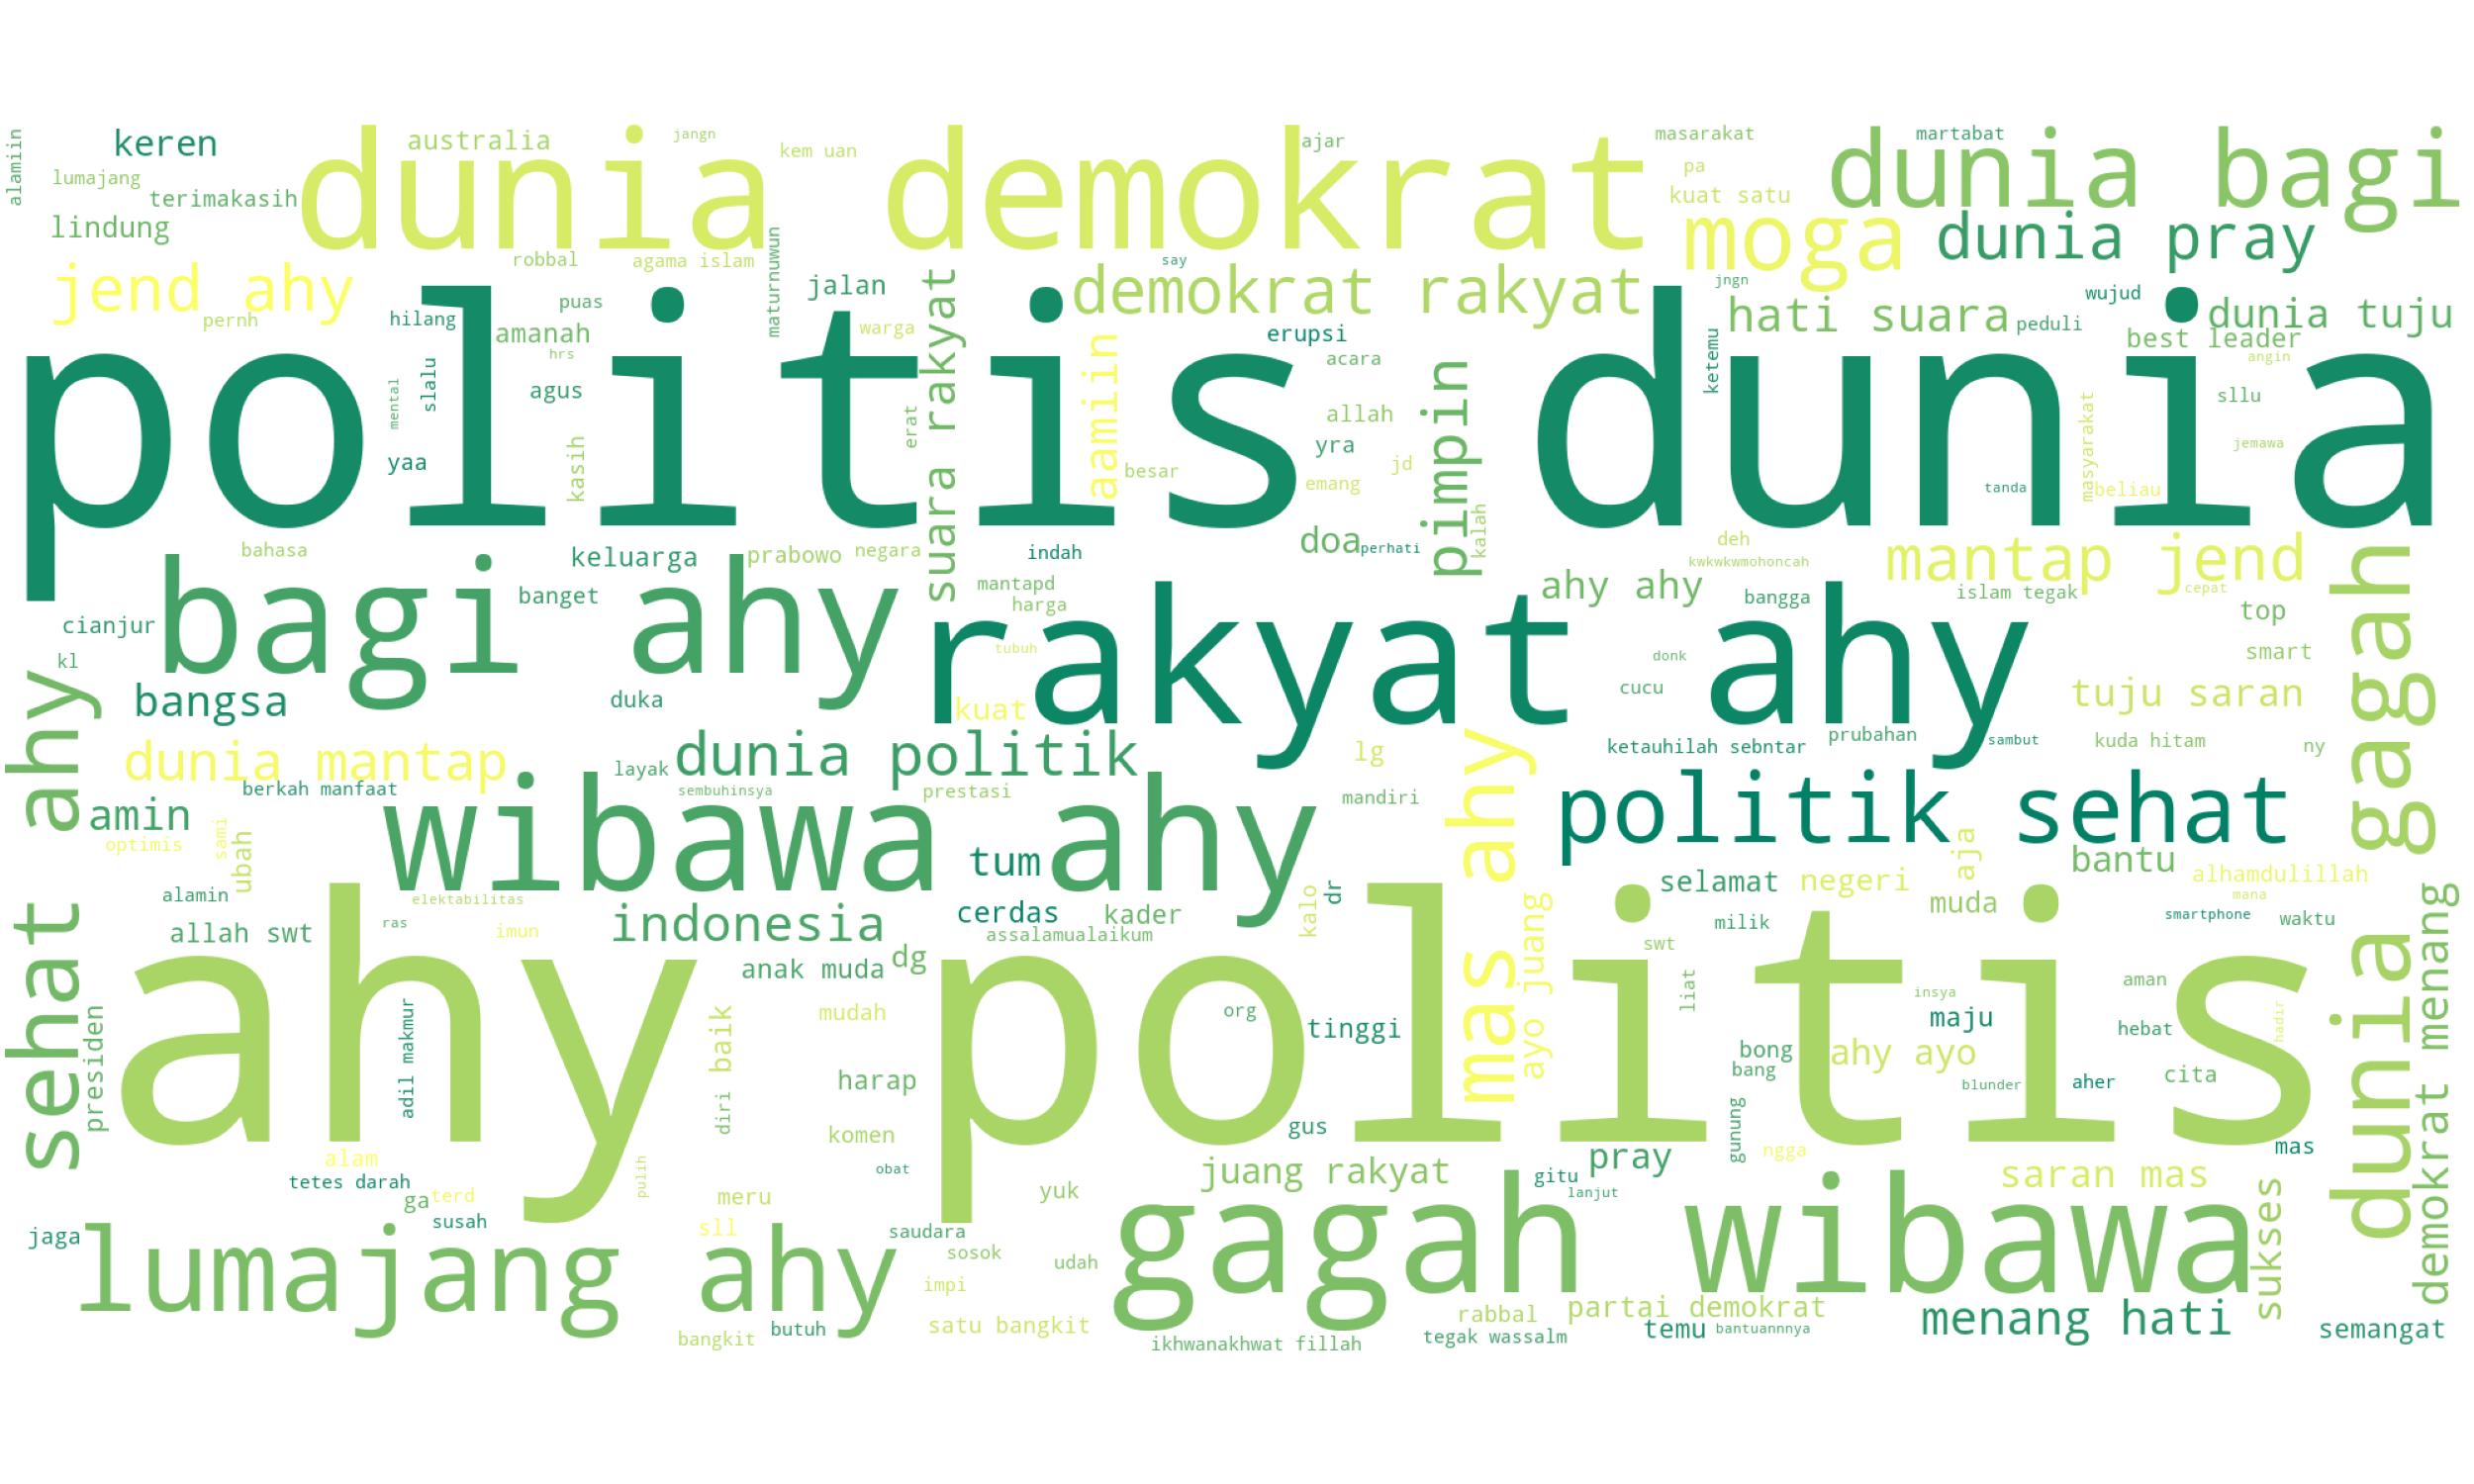 alamiin
keren
australia
jangn
kem uan
ajar
masarakat
martabat
dunia demokrat
dunia bagi
lumajang
terimakasih
lindung
pa
kuat satu
moga
dunia pray
robbal
agama islam
maturnuwun
say
jend ahy
pernh
puas
jalan
suara rakyat
demokrat rakyat
jngn
wujud
hati suara
peduli
dunia tuju
best leader
angin
politis dunia
hilang
amanah
hrs
warga
erupsi
acara
ketemu
mental
slalu
agus
erat
aamiin
allah
pimpin
sllu
yaa
kasih
besar
yra
emang
jd
masyarakat
jemawa
tanda
beliau
kalah
bahasa
keluarga
prabowo
negara
indah
doa
perhati
deh
kwkwkwmohoncah
mantap jend
bagi ahy
banget
mantapd
harga
ahy ahy
bangga
islam tegak
cepat
top
cianjur
kl
tubuh
rakyat ahy
donk
smart
bangsa
duka
kuat
cucu
tuju saran
dunia gagah
sehat ahy
dunia mantap
layak
dunia politik
lg
mas ahy
ketauhilah sebntar
prubahan
sambut
kuda hitam
ny
berkah manfaat
sembuhinsya
prestasi
mandiri
amin
optimis
sami
ubah
wibawa ahy
tum
politik sehat
aja
bantu
alamin
elektabilitas
kalo
dr
selamat
negeri
muda
alhamdulillah
mana
allah swt
ras
imun
indonesia
cerdas
kader
assalamualaikum
ayo juang
milik
smartphone
waktu
demokrat menang
anak muda
dg
swt
liat
ahy politis
presiden
adil makmur
diri baik
mudah
org
tinggi
insya
maju
aman
hebat
hadir
harap
bong
bang
ahy ayo
blunder
aher
cita
komen
gus
gunung
alam
tetes darah
ga
terd
pulih
obat
juang rakyat
pray
ngga
mas
gitu
lanjut
saran mas
susah
meru
yuk
jaga
sll
saudara
lumajang ahy
sosok
udah
gagah wibawa
sukses
impi
bangkit
butuh
satu bangkit
rabbal
partai demokrat
ikhwanakhwat fillah
tegak wassalm
temu
bantuannnya
menang hati
semangat